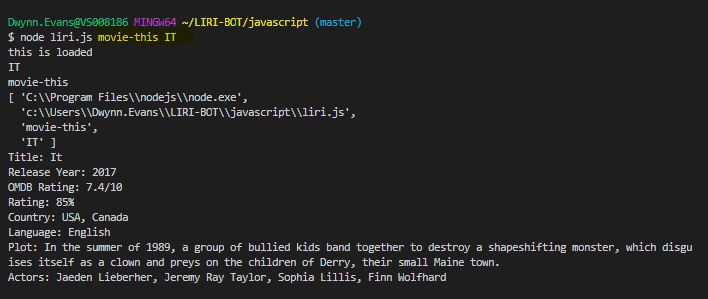 Dwynn.Evans@VS008186 MINGW64 ~/LIRI-BOT/javascript (master)
$ node liri.js movie-this IT
this is loaded
IT
movie-this
[ 'C:\\Program Files\\nodejs\\node.exe',
  'c:\\Users\\Dwynn.Evans\\LIRI-BOT\\javascript\\liri.js',
  'movie-this',
  'IT' ]
Title: It
Release Year: 2017
OMDB Rating: 7.4/10
Rating: 85%
Country: USA, Canada
Language: English
Plot: In the summer of 1989, a group of bullied kids band together to destroy a shapeshifting monster, which disgu
ises itself as a clown and preys on the children of Derry, their small Maine town.
Actors: Jaeden Lieberher, Jeremy Ray Taylor, Sophia Lillis, Finn Wolfhard